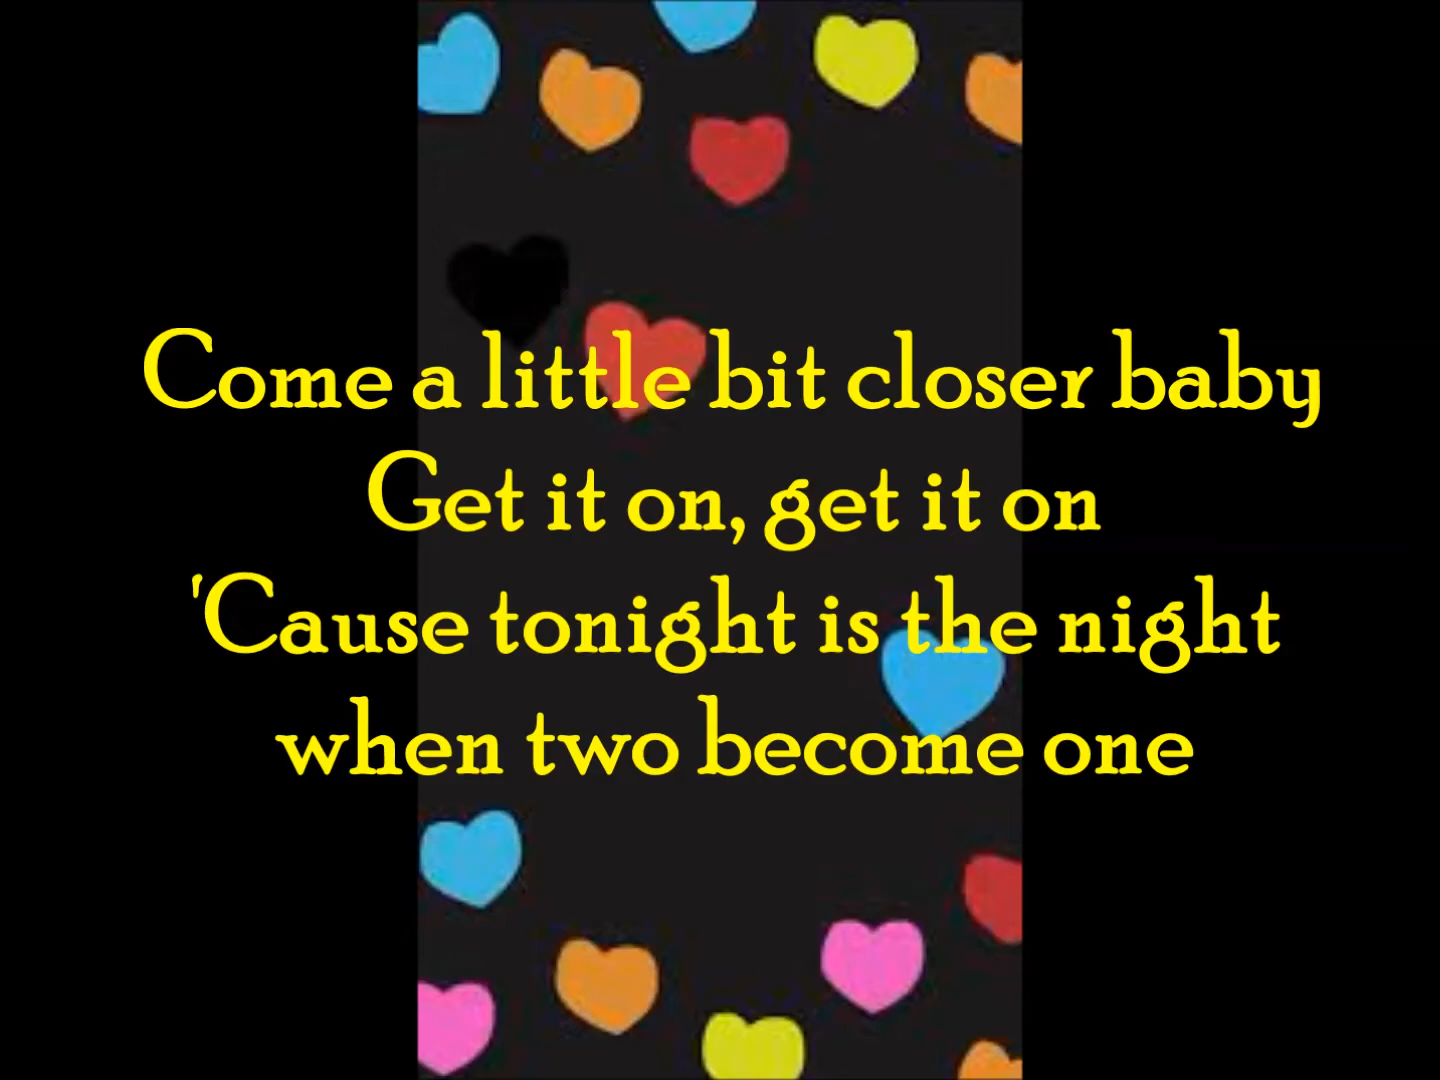 Come a little bit closer baby
Get it on, get it on
'Cause tonight is the night
when two become one